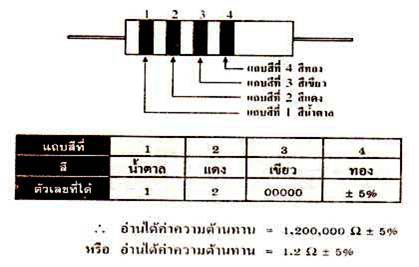 1 2 3 4
แถบสีที่ 4 สีทอง
แถบสีที่ 3 สีเขียว
แถบสีที่ 2 สีแดง
แถบสีที่ 1 สีน้ำตาล
แถบสีที่ 1 2 3 4
สี น้ำตาล แดง เขียว ทอง
ตัวเลขที่ได้ 1 2 00000 ± 5%
∴ อ่านได้ค่าความต้านทาน = 1,200,000 Ω ± 5%
หรือ อ่านได้ค่าความต้านทาน = 1.2 Ω ± 5%